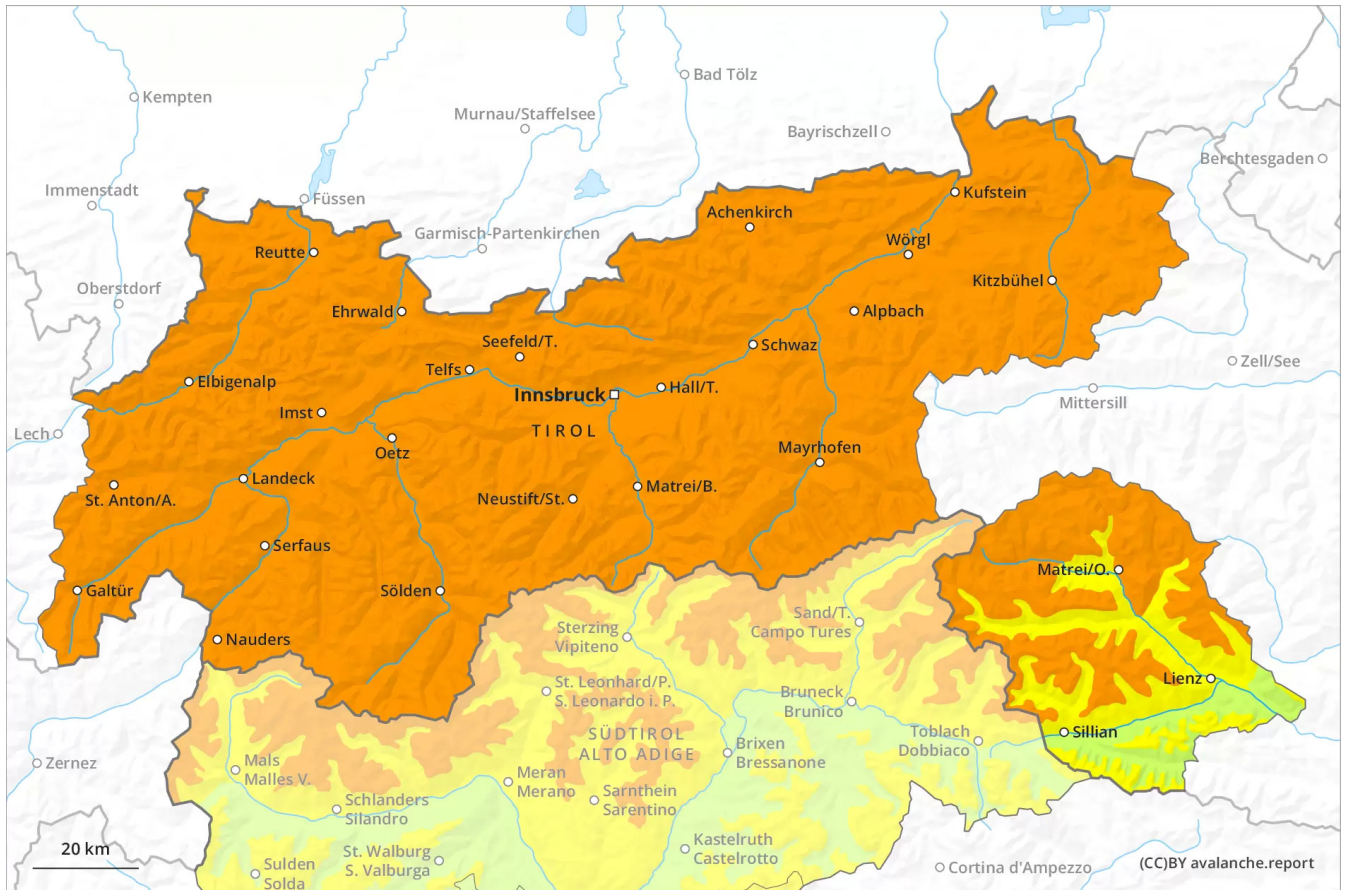 Kempten
Bad Tölz
Murnau/Staffelsee
Bayrischzell
Berchtesgaden
Immenstadt
Füssen
Kufstein
Achenkirch
Garmisch-Partenkirchen
Wörgl
Reutte
Kitzbühel
Oberstdorf
Ehrwald
Alpbach
Seefeld/T.
Schwaz
Zell/See
Telfs
Elbigenalp
Hall/T.
Innsbruck
Mittersill
Imst
Lech
TIROL
Oetz
Mayrhofen
Landeck
St. Anton/A.
Neustift/St.
Matrei/B.
Serfaus
Matrei/O.
Galtür
Sölden
Sand/T.
Campo Tures
Nauders
Sterzing
Vipiteno
Lienz
St. Leonhard/P.
S. Leonardo i. P.
Bruneck
Brunico
SÜDTIROL
ALTO ADIGE
Toblach
Dobbiaco
Sillian
Brixen
Bressanone
Zernez
Mals
Malles V.
Meran
Merano
Sarnthein
Sarentino
Schlanders
Silandro
20 km
St. Walburg
S. Valburga
Kastelruth
Castelrotto
Sulden
Solda
Cortina d'Ampezzo
(CC)BY avalanche.report